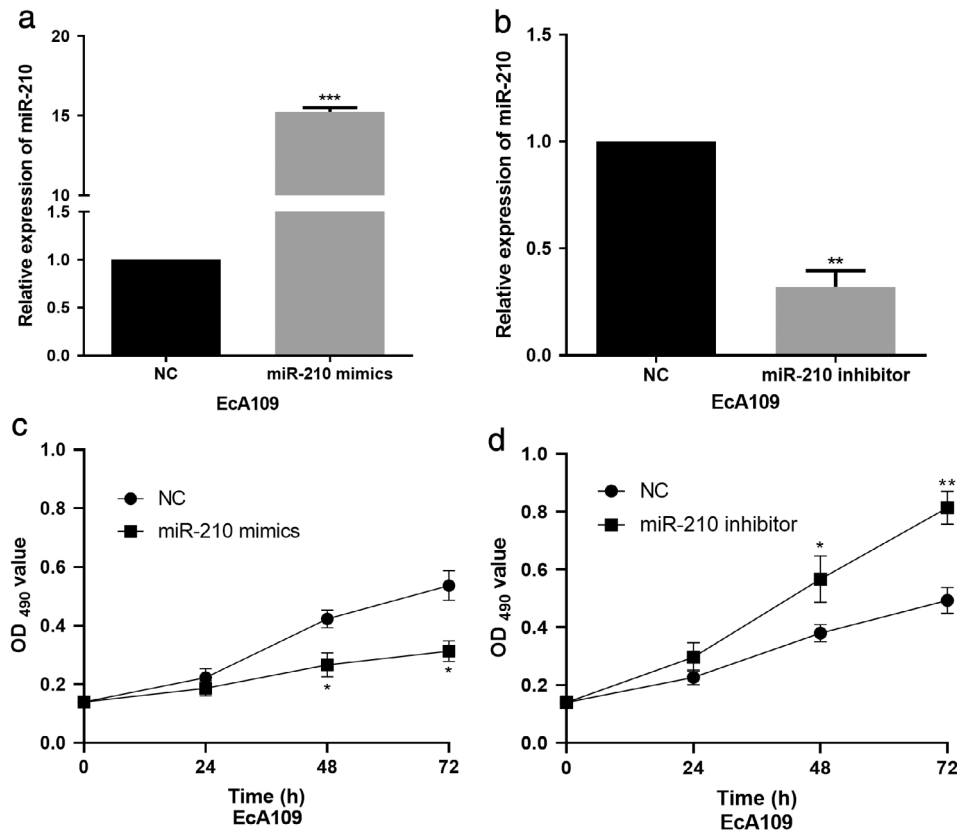 a
Relative expression of miR-210
20
15
10
1.5
1.0
0.5
0.0
***
NC
miR-210 mimics
EcA109
b
Relative expression of miR-210
1.5
1.0
0.5
0.0
**
NC
miR-210 inhibitor
EcA109
c
OD 490 value
1.0
0.8
0.6
0.4
0.2
0.0
NC
miR-210 mimics
*
*
0
24
48
72
Time (h)
EcA109
d
OD 490 value
1.0
0.8
0.6
0.4
0.2
0.0
NC
miR-210 inhibitor
*
**
0
24
48
72
Time (h)
EcA109